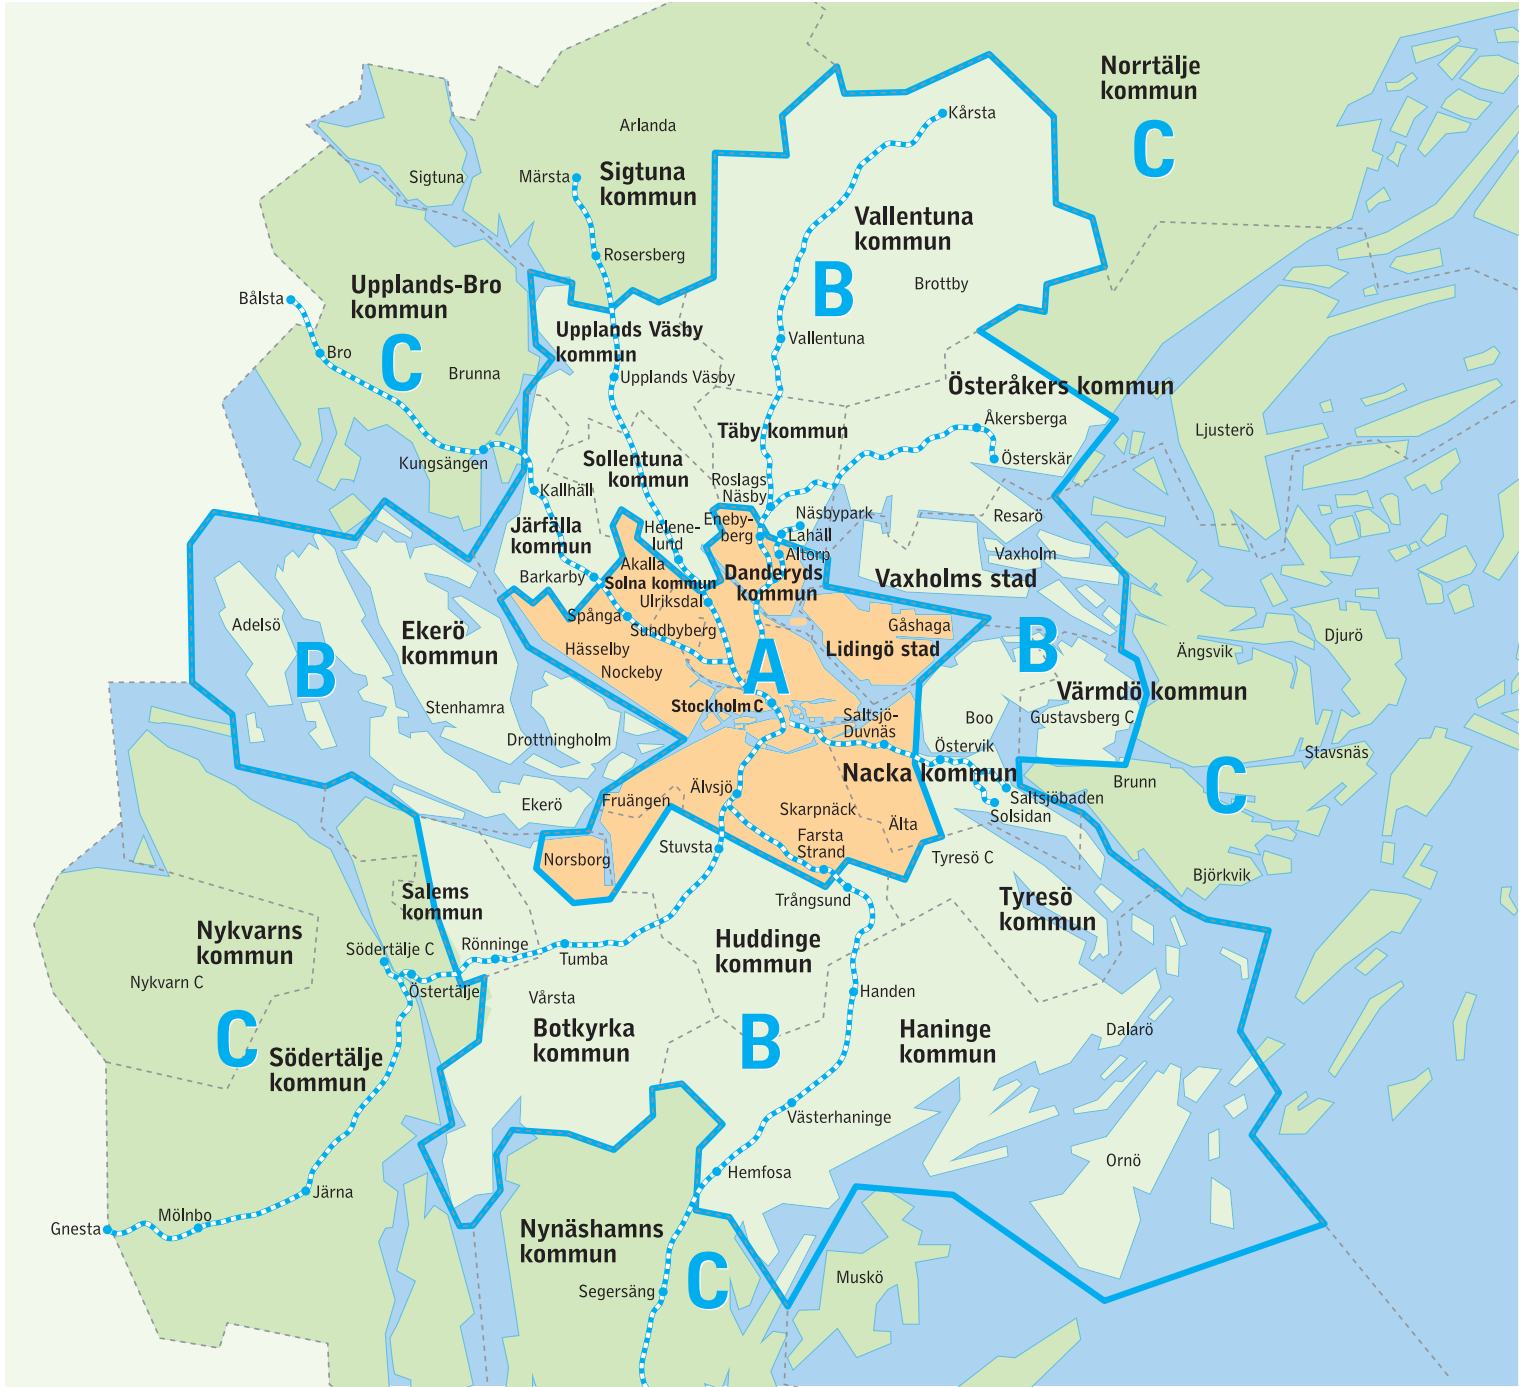 Norrtälje
kommun
C
Kårsta
Arlanda
Sigtuna
kommun
Märsta
Sigtuna
Rosersberg
Vallentuna
kommun
B
Brottby
Vallentuna
Upplands-Bro
kommun
C
Bålsta
Bro
Brunna
Kungsängen
Upplands Väsby
kommun
Upplands Väsby
Österåkers kommun
Åkersberga
Österskär
Ljusterö
Täby kommun
Sollentuna
kommun
Roslags
Näsby
Kallhäll
Järfälla
kommun
Barkarby
Helene-
lund
Eneby-
berg
Näsbypark
Lahäll
Altorp
Resarö
Vaxholm
Vaxholms stad
Akalla
Solna kommun
Ulriksdal
Danderyds
kommun
Spånga
Sundbyberg
Hässelby
Nockeby
A
Gåshaga
Lidingö stad
Stockholm C
Adelsö
B
Ekerö
kommun
Stenhamra
Drottningholm
Ekerö
B
Ängsvik
Djurö
Värmdö kommun
Gustavsberg C
Boo
Östervik
Stavsnäs
Saltsjö-
Duvnäs
Nacka kommun
Saltsjöbaden
Solsidan
Brunn
C
Björkvik
Älvsjö
Fruängen
Skarpnäck
Älta
Farsta
Strand
Norsborg
Stuvsta
Tyresö C
Trångsund
Tyresö
kommun
Salems
kommun
Nykvarns
kommun
Nykvarn C
Södertälje C
Östertälje
Rönninge
Tumba
Huddinge
kommun
Vårsta
Botkyrka
kommun
B
Handen
Haninge
kommun
Dalarö
C
Södertälje
kommun
Västerhaninge
Hemfosa
Ornö
Järna
Mölnbo
Gnesta
Nynäshamns
kommun
C
Segersäng
Muskö